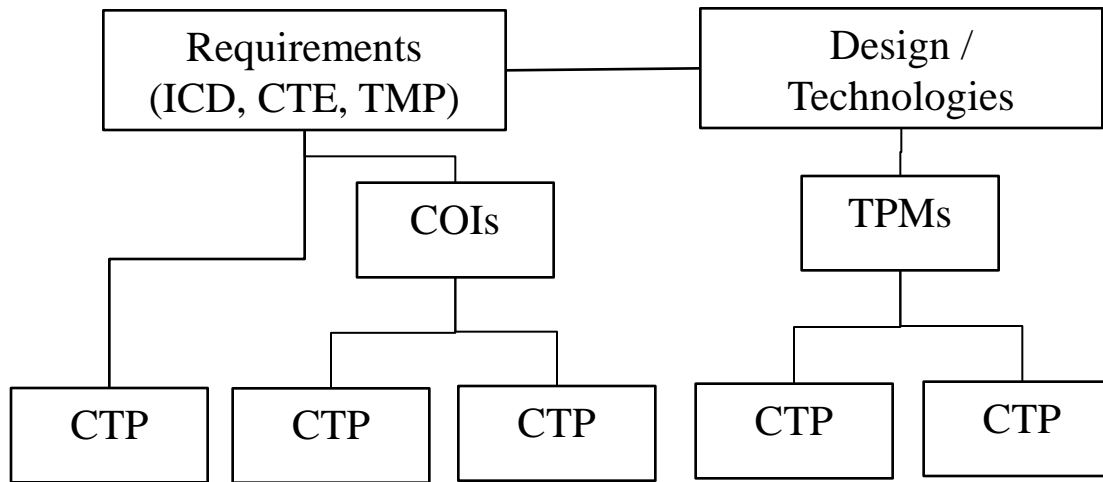 Requirements
(ICD, CTE, TMP)
Design /
Technologies
COIs
TPMs
CTP
CTP
CTP
CTP
CTP